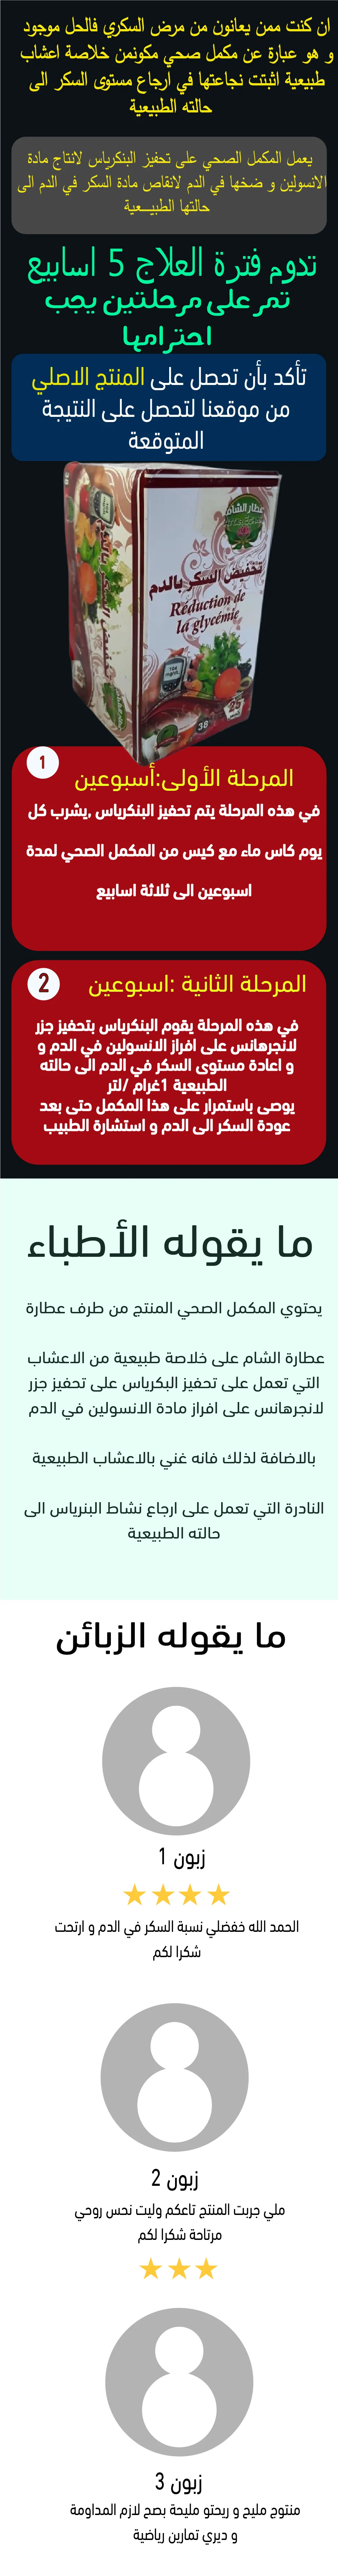 ان كنت ممن يعانون من مرض السكري فالحل موجود
و هو عبارة عن مكمل صحي مكونمن خلاصة اعشاب
طبيعية اثبتت نجاعتها في ارجاع مستوى السكر الى
حالته الطبيعية
يعمل المكمل الصحي على تحفيز البنكرياس لانتاج مادة
الانسولين و ضخها في الدم لانقاص مادة السكر في الدم الى
حالتها الطبيـــعية
تدوم فترة العلاج 5 اسابيع
تمر على مرحلتين يجب
احترامها
تأكد بأن تحصل على المنتج الاصلي
من موقعنا لتحصل على النتيجة
المتوقعة
عطار الشام
تخفيض السكر بالدم
Réduction de
la glycémie
25
36
1
المرحلة الأولى:أسبوعين
في هذه المرحلة يتم تحفيز البنكرياس ,يشرب كل
يوم كاس ماء مع كيس من المكمل الصحي لمدة
اسبوعين الى ثلاثة اسابيع
2
المرحلة الثانية :اسبوعين
في هذه المرحلة يقوم البنكرياس بتحفيز جزر
لانجرهانس على افراز الانسولين في الدم و
و اعادة مستوى السكر في الدم الى حالته
الطبيعية 1غرام /لتر
يوصى باستمرار على هذا المكمل حتى بعد
عودة السكر الى الدم و استشارة الطبيب
ما يقوله الأطباء
يحتوي المكمل الصحي المنتج من طرف عطارة
عطارة الشام على خلاصة طبيعية من الاعشاب
التي تعمل على تحفيز البكرياس على تحفيز جزر
لانجرهانس على افراز مادة الانسولين في الدم
بالاضافة لذلك فانه غني بالاعشاب الطبيعية
النادرة التي تعمل على ارجاع نشاط البنرياس الى
حالته الطبيعية
ما يقوله الزبائن
زبون 1
الحمد الله خفضلي نسبة السكر في الدم و ارتحت
شكرا لكم
زبون 2
ملي جربت المنتج تاعكم وليت نحس روحي
مرتاحة شكرا لكم
زبون 3
منتوج مليح و ريحتو مليحة بصح لازم المداومة
و ديري تمارين رياضية